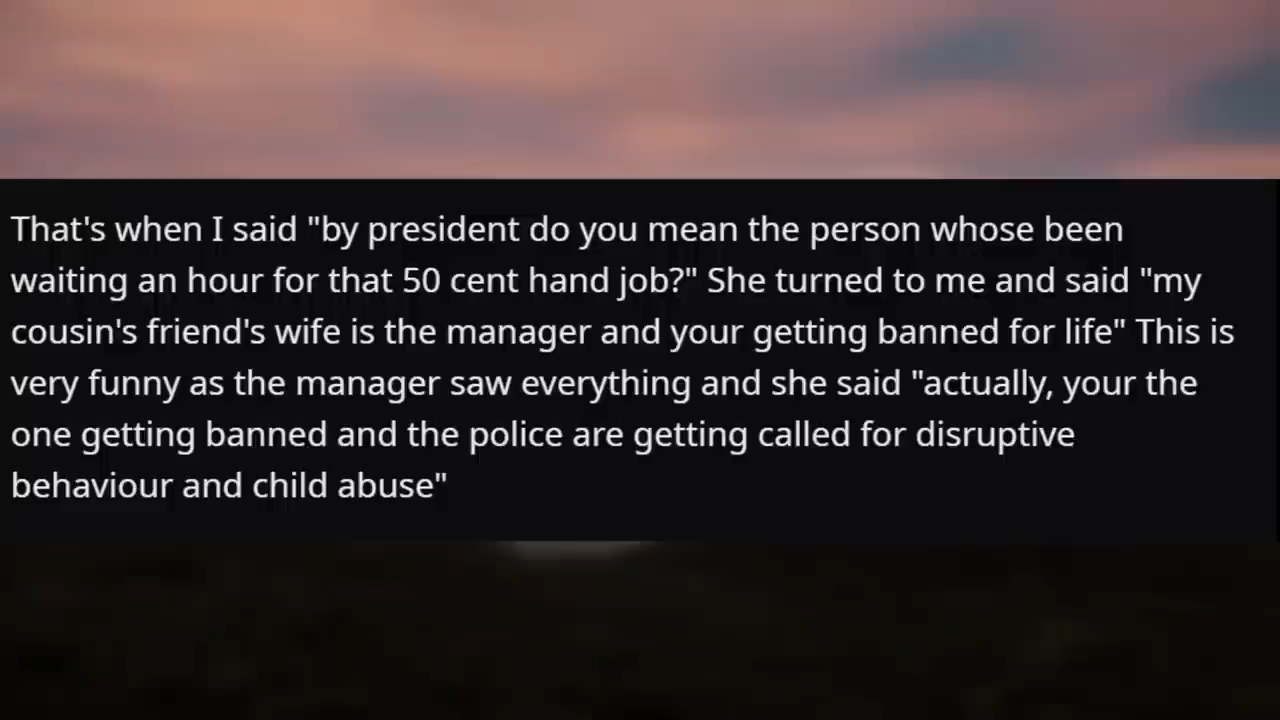 That's when I said "by president do you mean the person whose been
waiting an hour for that 50 cent hand job?" She turned to me and said "my
cousin's friend's wife is the manager and your getting banned for life" This is
very funny as the manager saw everything and she said "actually, your the
one getting banned and the police are getting called for disruptive
behaviour and child abuse"